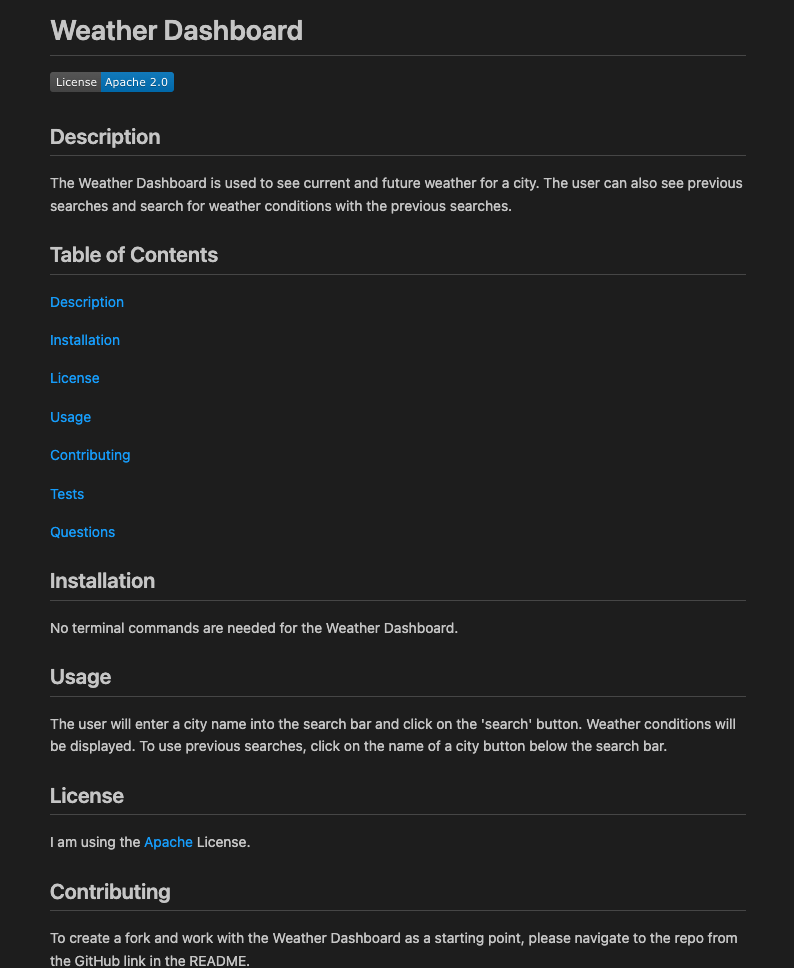 Weather Dashboard
License Apache 2.0
Description
The Weather Dashboard is used to see current and future weather for a city. The user can also see previous
searches and search for weather conditions with the previous searches.
Table of Contents
Description
Installation
License
Usage
Contributing
Tests
Questions
Installation
No terminal commands are needed for the Weather Dashboard.
Usage
The user will enter a city name into the search bar and click on the 'search' button. Weather conditions will
be displayed. To use previous searches, click on the name of a city button below the search bar.
License
I am using the Apache License.
Contributing
To create a fork and work with the Weather Dashboard as a starting point, please navigate to the repo from
the GitHub link in the README.